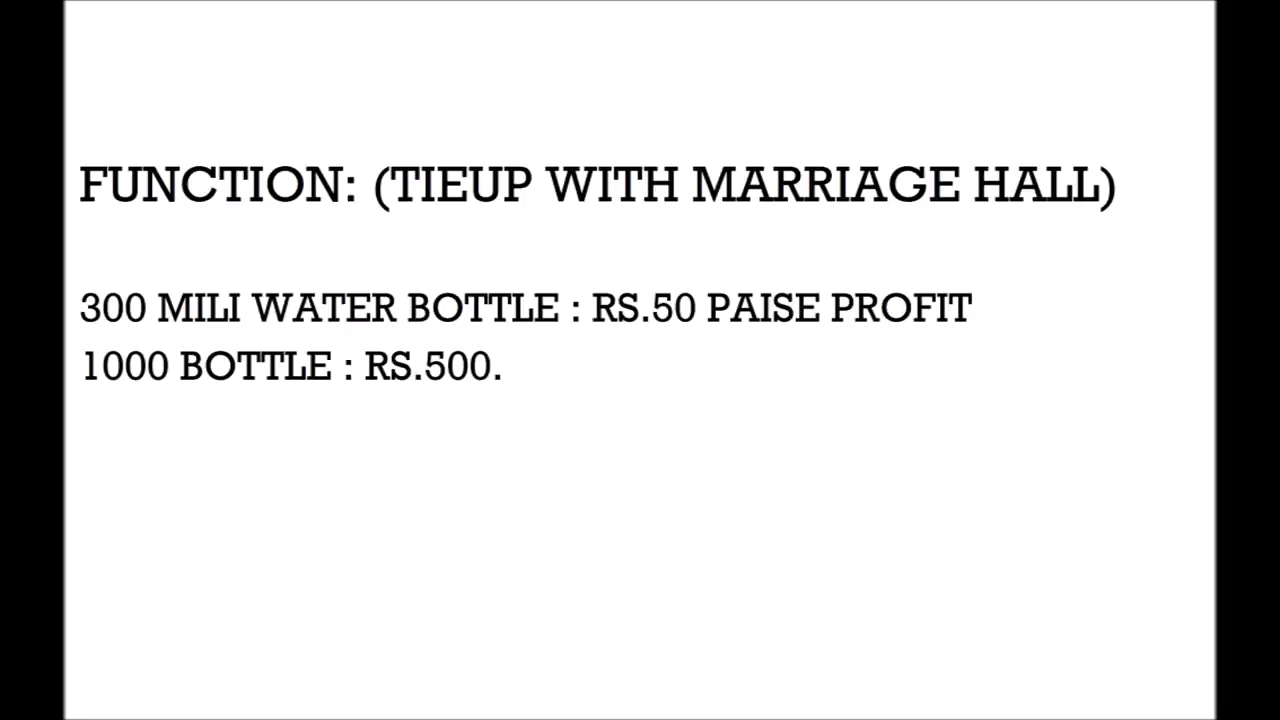 FUNCTION: (TIEUP WITH MARRIAGE HALL)
300 MILI WATER BOTTLE : RS.50 PAISE PROFIT
1000 BOTTLE : RS.500.